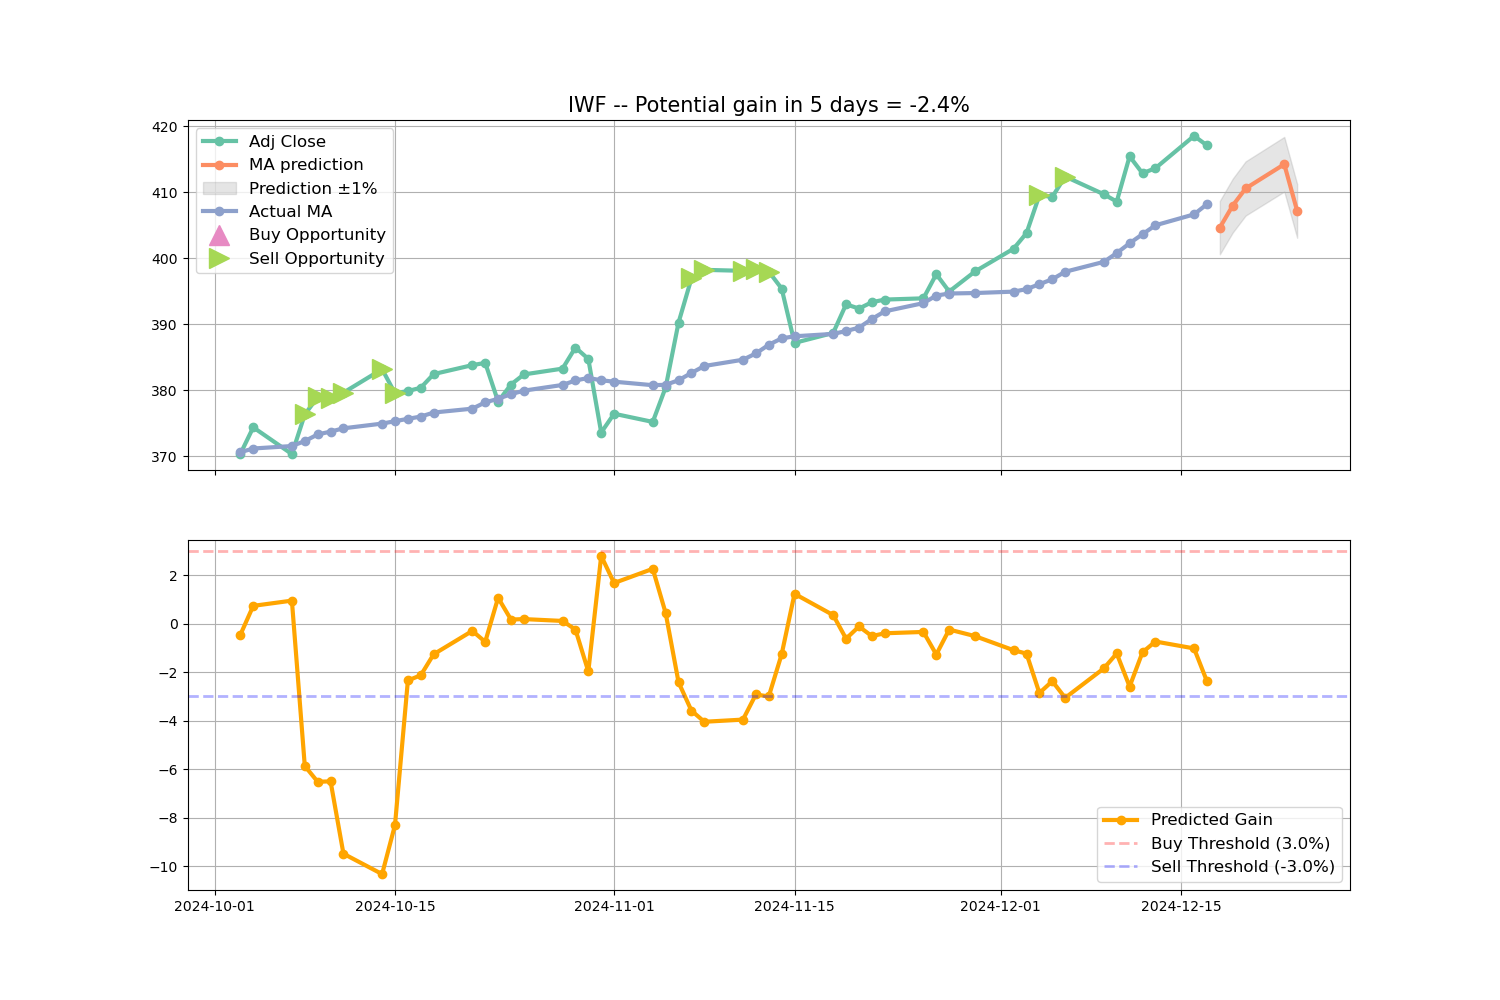 IWF -- Potential gain in 5 days = -2.4%
420
410
400
390
380
370
Adj Close
MA prediction
Prediction ±1%
Actual MA
Buy Opportunity
Sell Opportunity
2
0
−2
−4
−6
−8
−10
Predicted Gain
Buy Threshold (3.0%)
Sell Threshold (-3.0%)
2024-10-01
2024-10-15
2024-11-01
2024-11-15
2024-12-01
2024-12-15